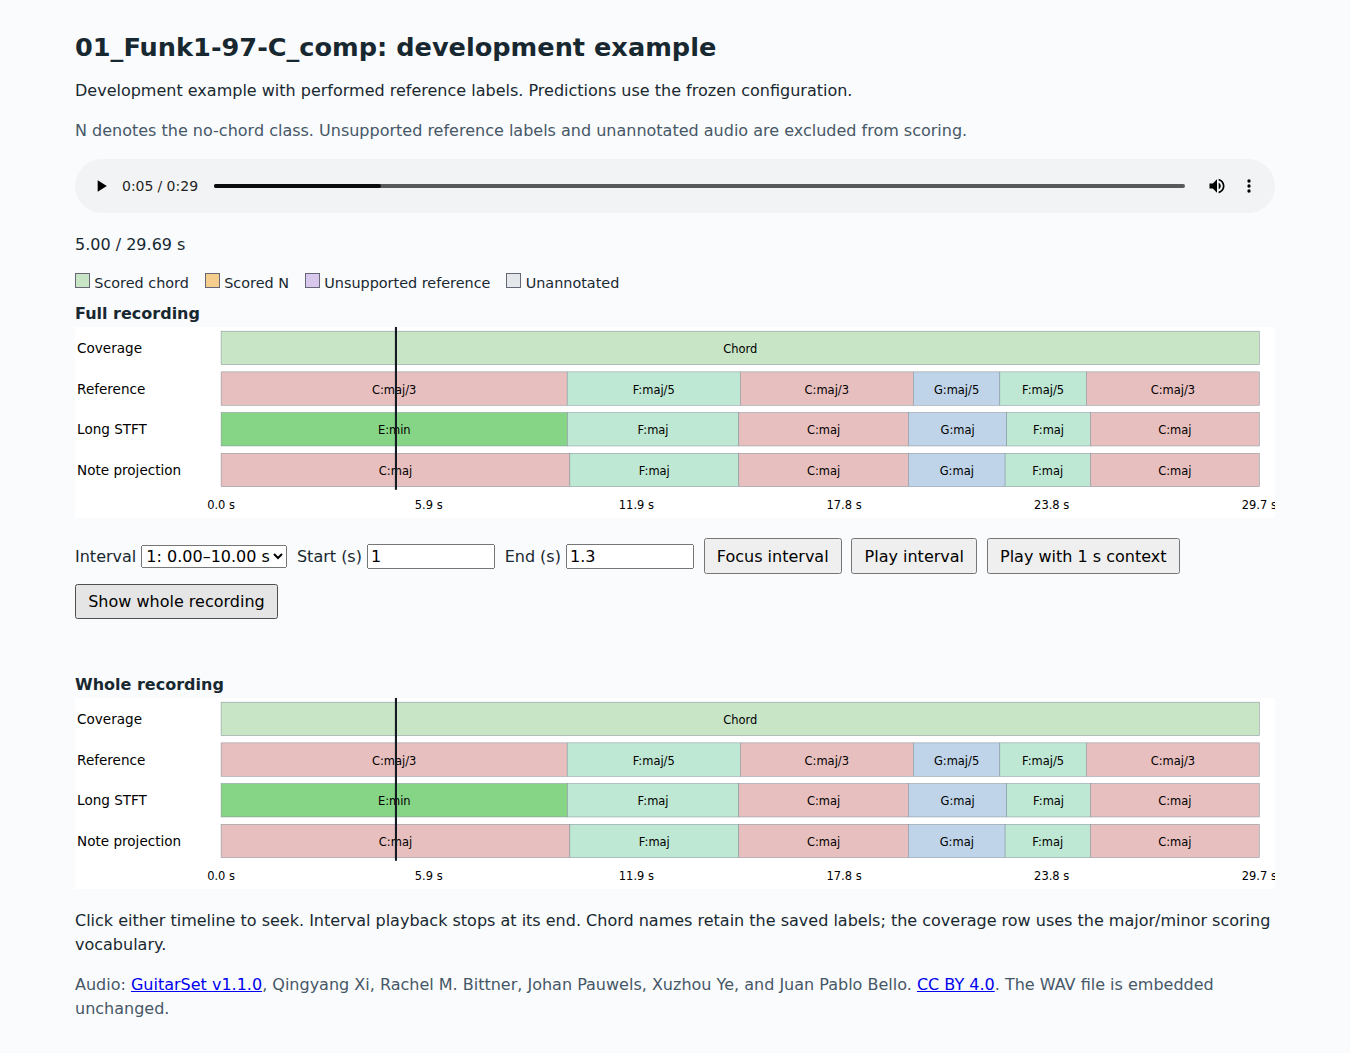 01_Funk1-97-C_comp: development example
Development example with performed reference labels. Predictions use the frozen configuration.
N denotes the no-chord class. Unsupported reference labels and unannotated audio are excluded from scoring.
0:05 / 0:29
5.00 / 29.69 s
Scored chord Scored N Unsupported reference Unannotated
Full recording
Coverage Chord
Reference C:maj/3 F:maj/5 C:maj/3 G:maj/5 F:maj/5 C:maj/3
Long STFT E:min F:maj C:maj G:maj F:maj C:maj
Note projection C:maj F:maj C:maj G:maj F:maj C:maj
0.0 s 5.9 s 11.9 s 17.8 s 23.8 s 29.7 s
Interval 1: 0.00–10.00 s Start (s) 1 End (s) 1.3 Focus interval Play interval Play with 1 s context
Show whole recording
Whole recording
Coverage Chord
Reference C:maj/3 F:maj/5 C:maj/3 G:maj/5 F:maj/5 C:maj/3
Long STFT E:min F:maj C:maj G:maj F:maj C:maj
Note projection C:maj F:maj C:maj G:maj F:maj C:maj
0.0 s 5.9 s 11.9 s 17.8 s 23.8 s 29.7 s
Click either timeline to seek. Interval playback stops at its end. Chord names retain the saved labels; the coverage row uses the major/minor scoring
vocabulary.
Audio: GuitarSet v1.1.0, Qingyang Xi, Rachel M. Bittner, Johan Pauwels, Xuzhou Ye, and Juan Pablo Bello. CC BY 4.0. The WAV file is embedded
unchanged.